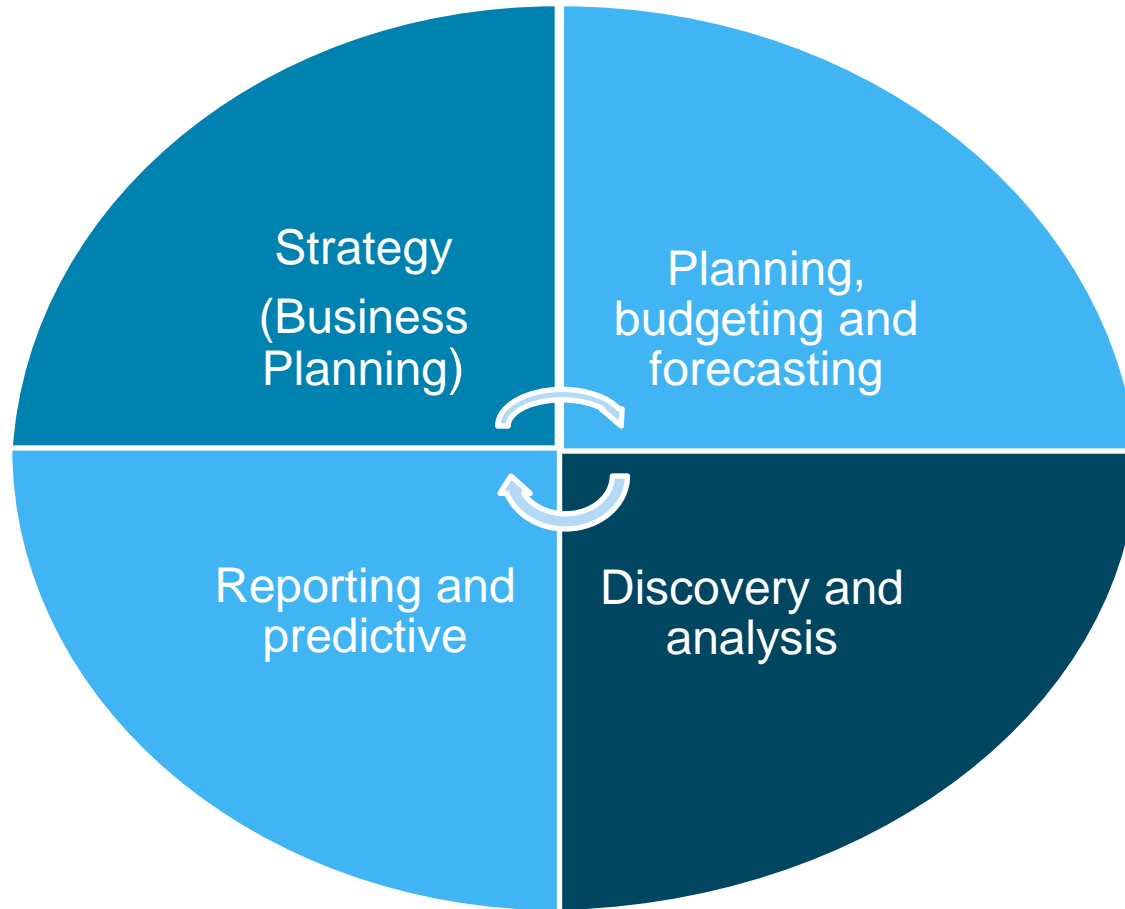 Strategy
(Business
Planning)
Planning,
budgeting and
forecasting
Reporting and
predictive
Discovery and
analysis